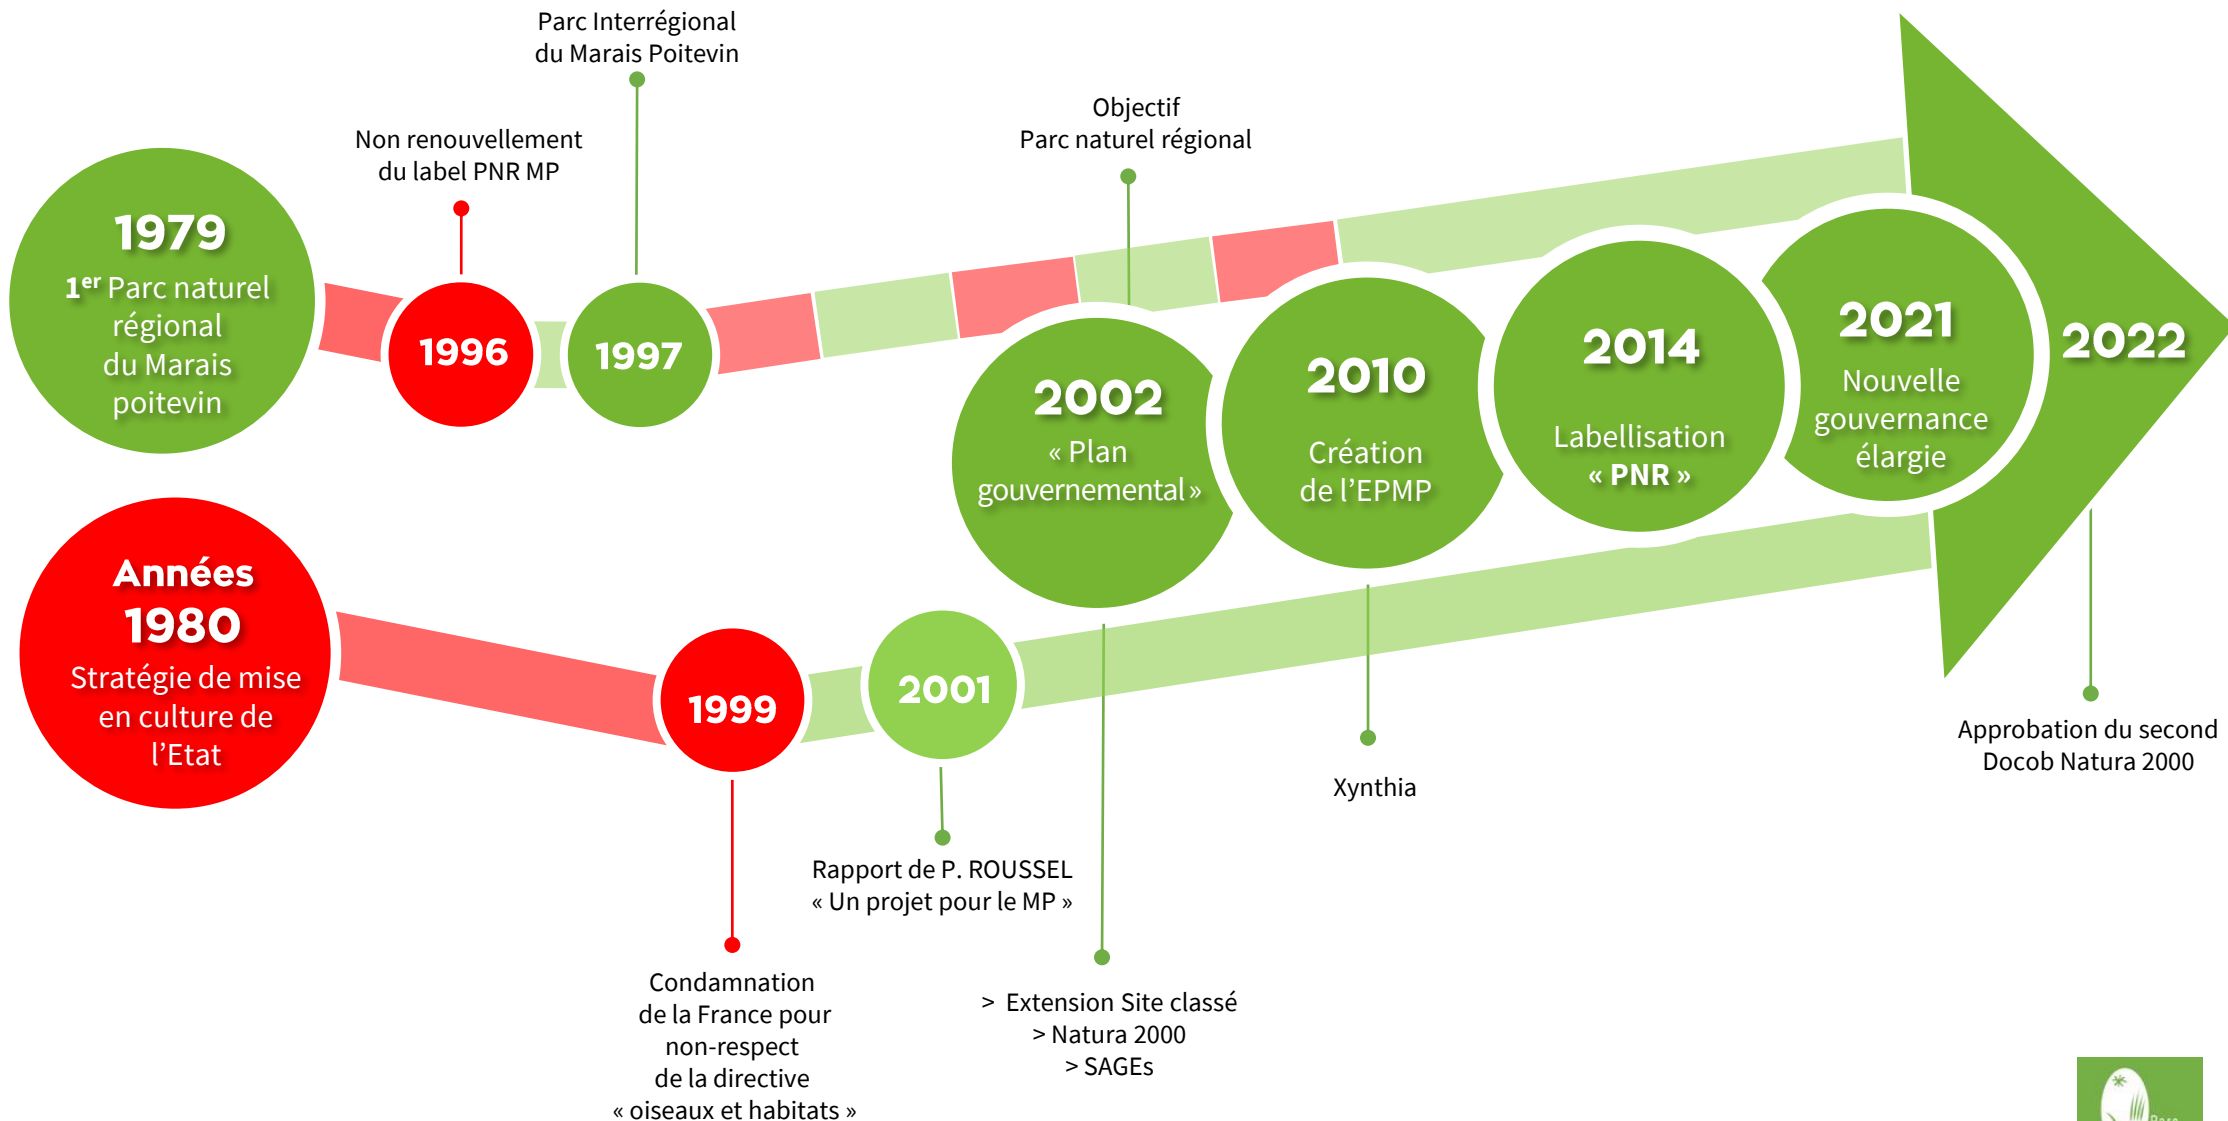 Parc Interrégional
du Marais Poitevin
Non renouvellement
du label PNR MP
Objectif
Parc naturel régional
1979
1er Parc naturel
régional
du Marais
poitevin
1996
1997
2002
« Plan
gouvernemental »
2010
Création
de l’EPMP
2014
Labellisation
« PNR »
2021
Nouvelle
gouvernance
élargie
2022
Années
1980
Stratégie de mise
en culture de
l’Etat
1999
2001
Rapport de P. ROUSSEL
« Un projet pour le MP »
Xynthia
Approbation du second
Docob Natura 2000
Condamnation
de la France pour
non-respect
de la directive
« oiseaux et habitats »
> Extension Site classé
> Natura 2000
> SAGEs